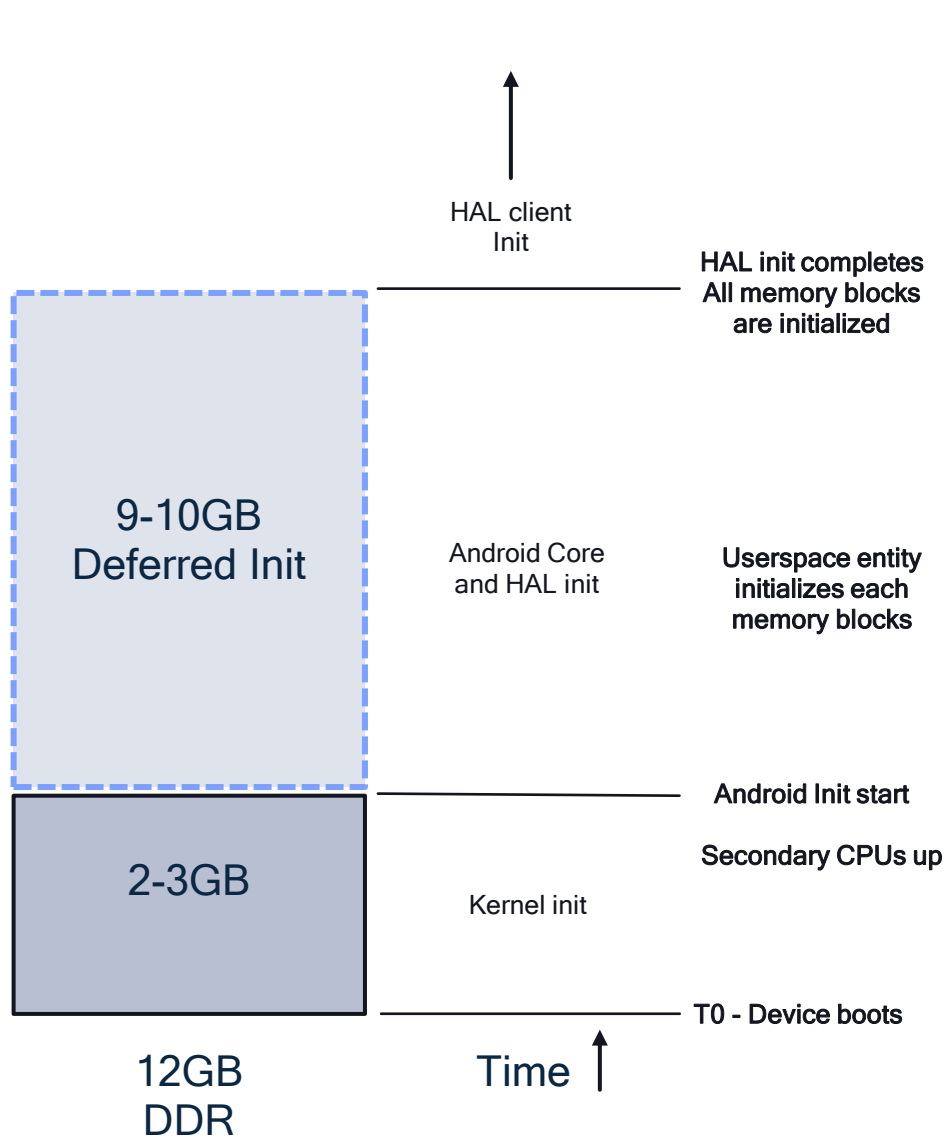 HAL client
Init
HAL init completes
All memory blocks
are initialized
9-10GB
Deferred Init
Android Core
and HAL init
Userspace entity
initializes each
memory blocks
Android Init start
Secondary CPUs up
2-3GB
Kernel init
T0 - Device boots
12GB
DDR
Time